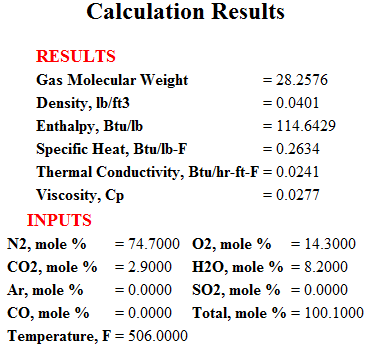 Calculation Results
RESULTS
Gas Molecular Weight = 28.2576
Density, lb/ft3 = 0.0401
Enthalpy, Btu/lb = 114.6429
Specific Heat, Btu/lb-F = 0.2634
Thermal Conductivity, Btu/hr-ft-F = 0.0241
Viscosity, Cp = 0.0277
INPUTS
N2, mole % = 74.7000 O2, mole % = 14.3000
CO2, mole % = 2.9000 H2O, mole % = 8.2000
Ar, mole % = 0.0000 SO2, mole % = 0.0000
CO, mole % = 0.0000 Total, mole % = 100.1000
Temperature, F = 506.0000